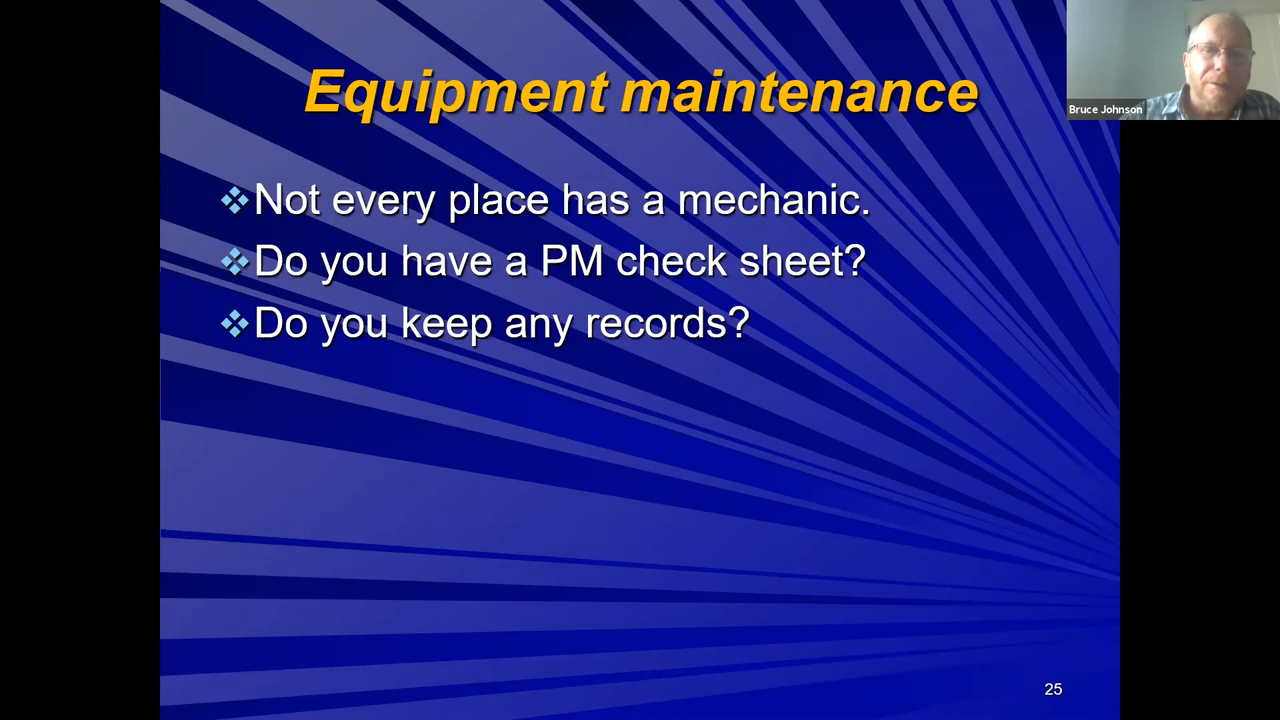 Equipment maintenance
Bruce Johnson
Not every place has a mechanic.
Do you have a PM check sheet?
Do you keep any records?
25